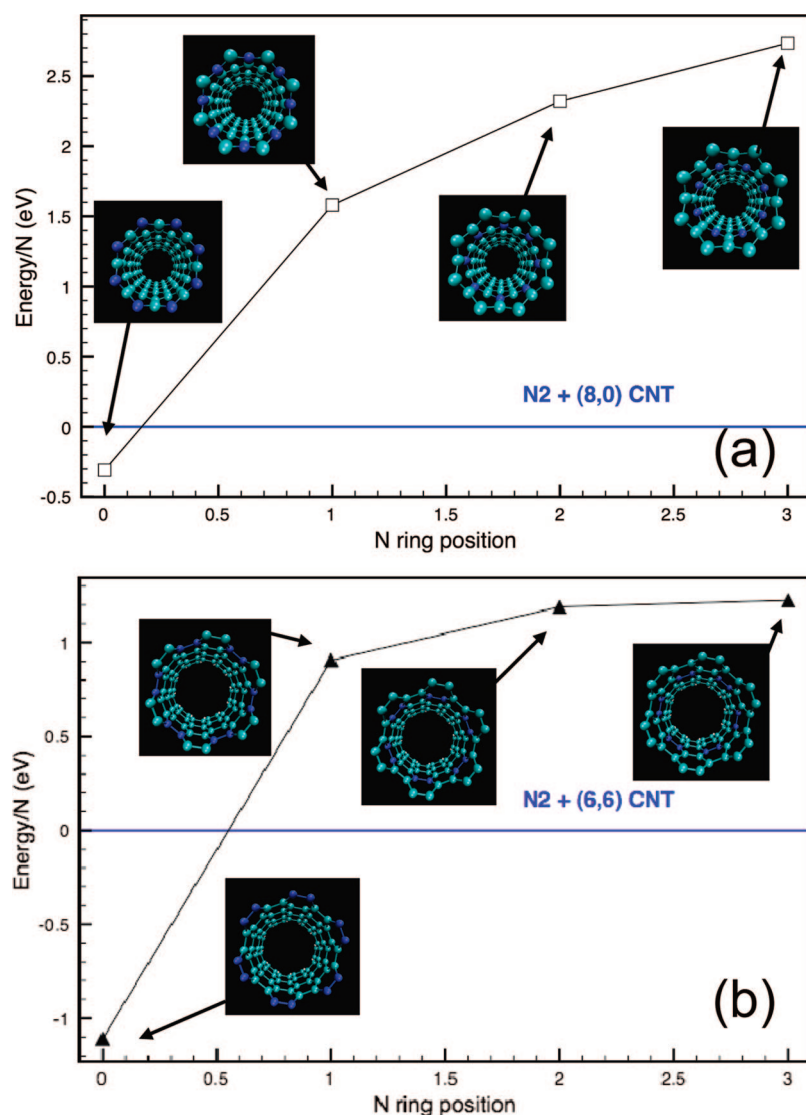 2.5
2
1.5
1
0.5
0
-0.5
Energy/N (eV)
N2 + (8,0) CNT
(a)
0 0.5 1 1.5 2 2.5 3
N ring position
1
0.5
0
-0.5
-1
Energy/N (eV)
N2 + (6,6) CNT
(b)
0 0.5 1 1.5 2 2.5 3
N ring position